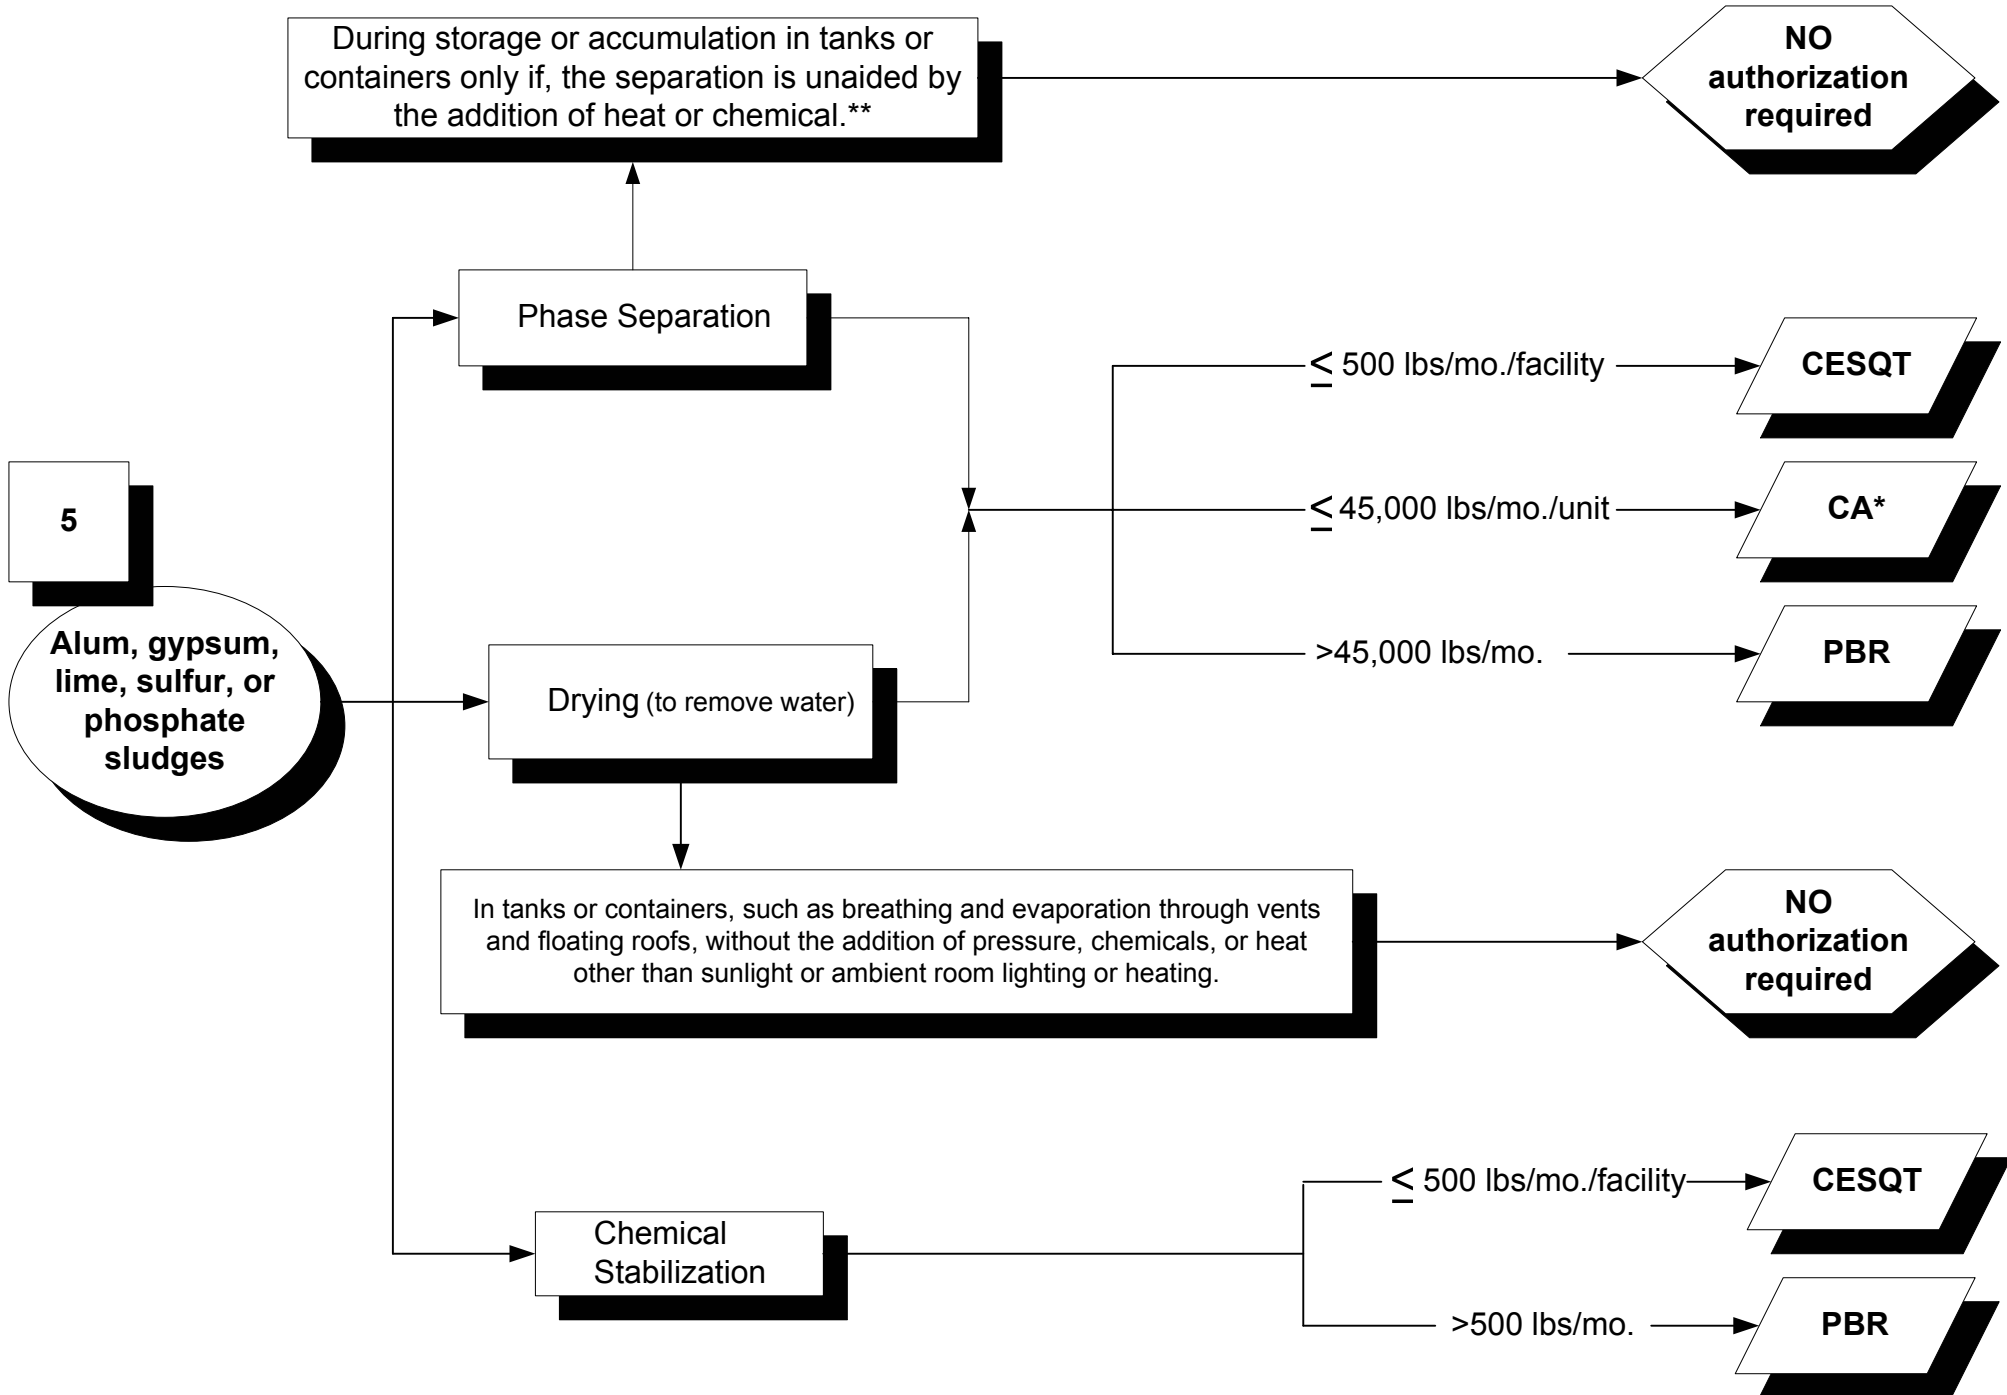 During storage or accumulation in tanks or
containers only if, the separation is unaided by
the addition of heat or chemical.**
NO
authorization
required
Phase Separation
≤ 500 lbs/mo./facility
CESQT
≤ 45,000 lbs/mo./unit
CA*
>45,000 lbs/mo.
PBR
5
Alum, gypsum,
lime, sulfur, or
phosphate
sludges
Drying (to remove water)
In tanks or containers, such as breathing and evaporation through vents
and floating roofs, without the addition of pressure, chemicals, or heat
other than sunlight or ambient room lighting or heating.
NO
authorization
required
Chemical
Stabilization
≤ 500 lbs/mo./facility
CESQT
>500 lbs/mo.
PBR